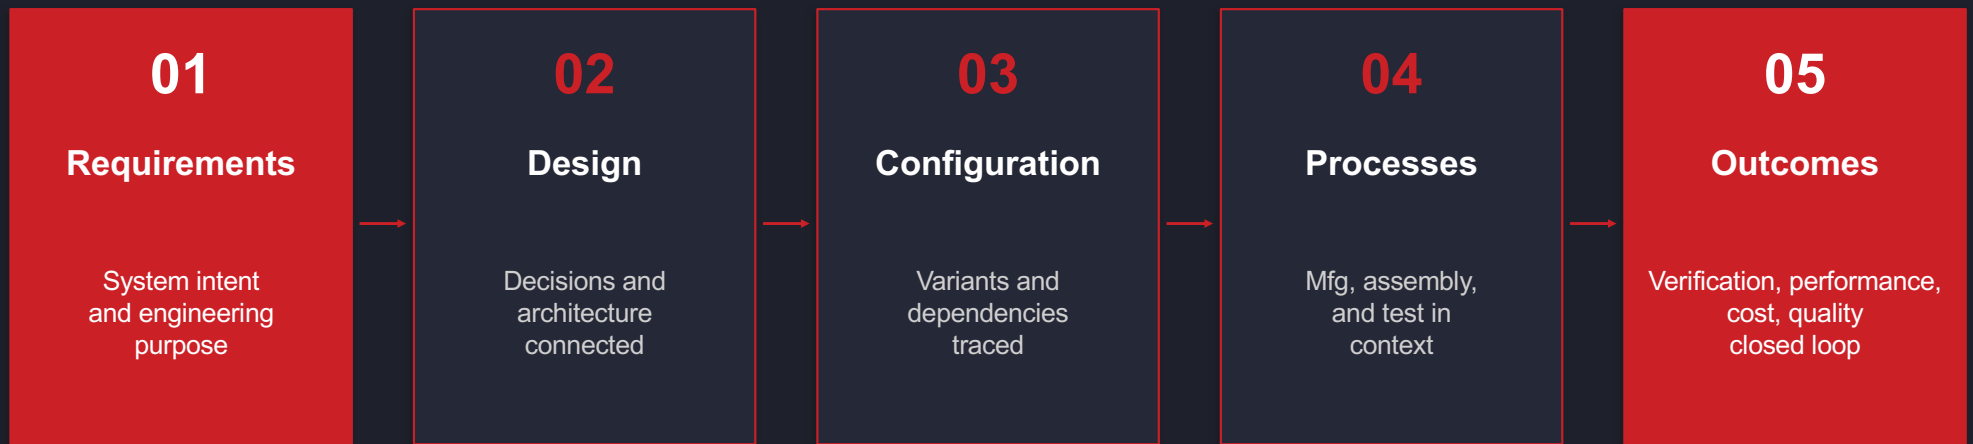 01
Requirements
System intent
and engineering
purpose
02
Design
Decisions and
architecture
connected
03
Configuration
Variants and
dependencies
traced
04
Processes
Mfg, assembly,
and test in
context
05
Outcomes
Verification, performance,
cost, quality
closed loop